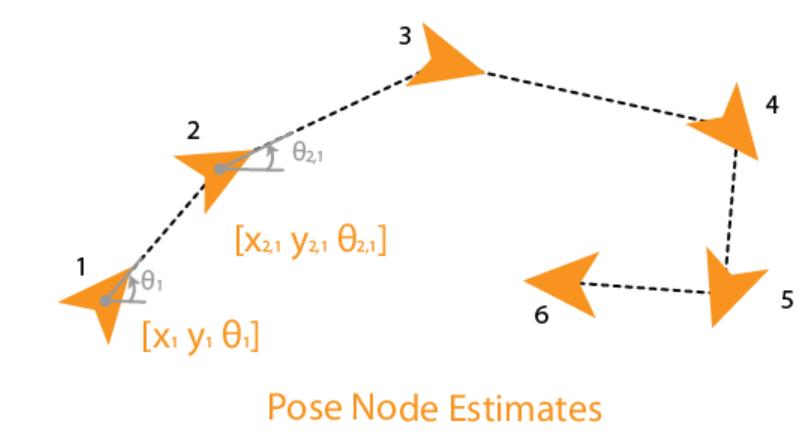 3
4
2
θ2,1
[x2,1 y2,1 θ2,1]
1
θ1
[x1 y1 θ1]
6
5
Pose Node Estimates